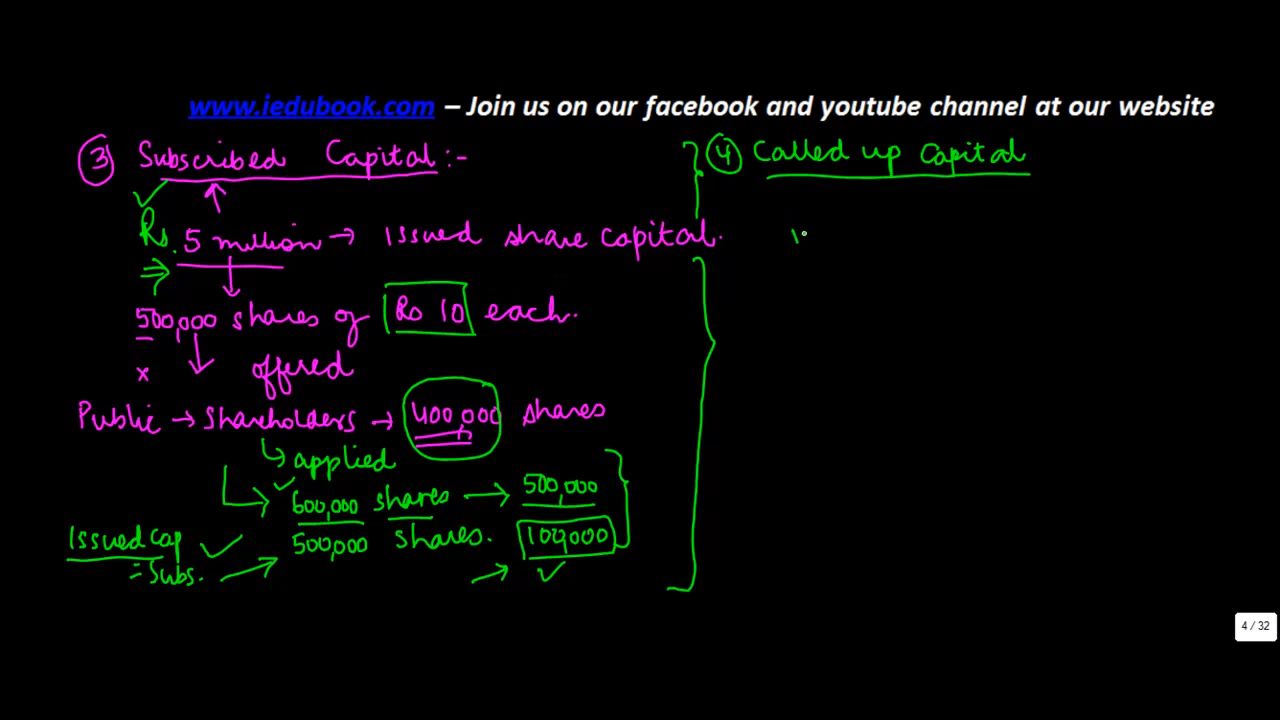 www.iedubook.com – Join us on our facebook and youtube channel at our website
3 Subscribed Capital :-
Rs. 5 million → Issued share capital.
⇒
500,000 shares of Rs 10 each.
x offered
Public → Shareholders → 400,000 shares
↳ applied
600,000 shares → 500,000
Issued Cap 500,000 shares. 100,000
= Subs.
4 Called up Capital
4 / 32